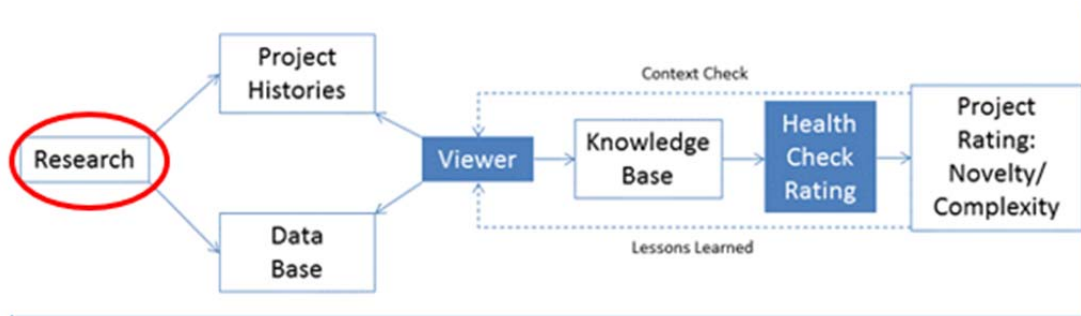 Project
Histories
Research
Data
Base
Viewer
Context Check
Knowledge
Base
Health
Check
Rating
Project
Rating:
Novelty/
Complexity
Lessons Learned